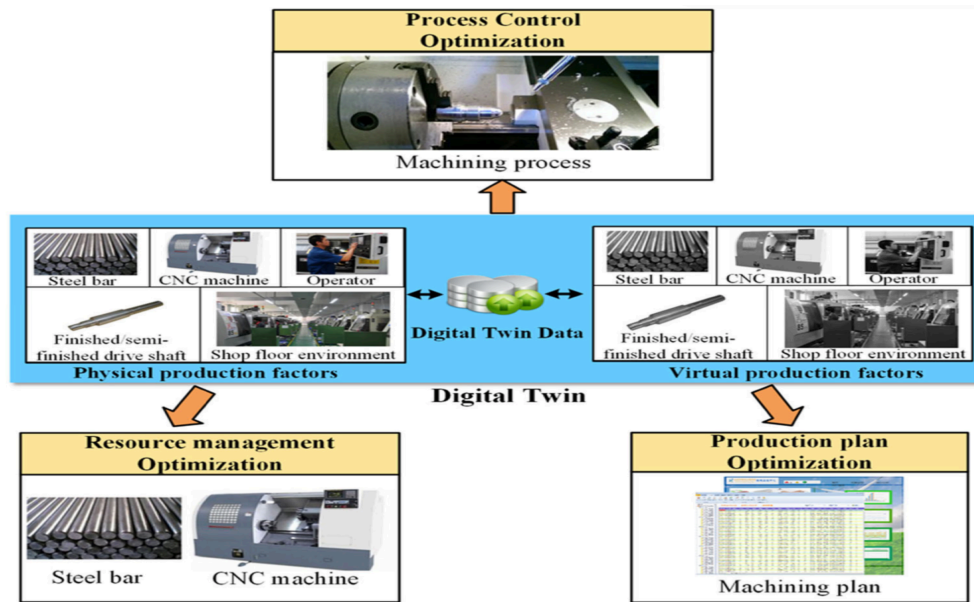 Process Control
Optimization
Machining process
Steel bar
CNC machine
Operator
Finished/semi-
finished drive shaft
Shop floor environment
Physical production factors
Digital Twin Data
Steel bar
CNC machine
Operator
Finished/semi-
finished drive shaft
Shop floor environment
Virtual production factors
Digital Twin
Resource management
Optimization
Steel bar
CNC machine
Production plan
Optimization
Machining plan